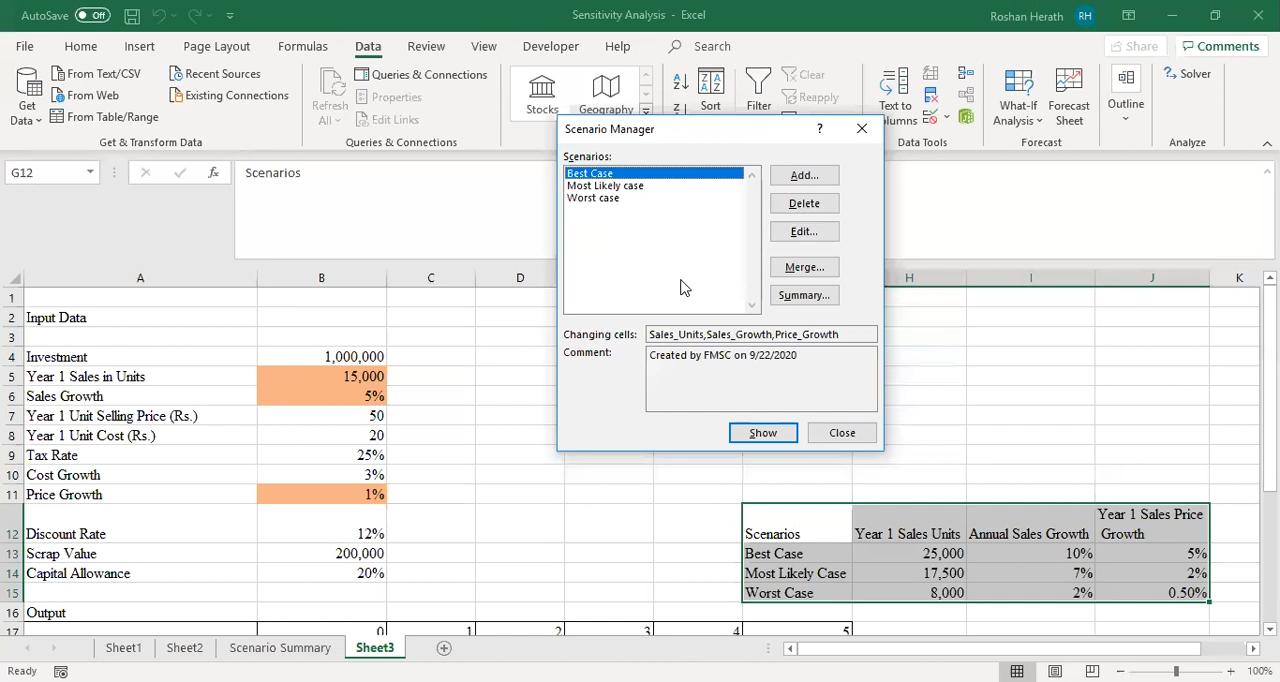 AutoSave Off Sensitivity Analysis - Excel Roshan Herath RH
File Home Insert Page Layout Formulas Data Review View Developer Help Search Share Comments
Get Data
From Text/CSV
From Web
From Table/Range
Recent Sources
Existing Connections
Get & Transform Data
Refresh All
Queries & Connections
Properties
Edit Links
Queries & Connections
Stocks Geography
Sort
Filter
Clear
Reapply
Text to
Columns
Data Tools
What-If
Analysis
Forecast
Sheet
Forecast
Outline
Solver
Analyze
G12 fx Scenarios
Scenario Manager ?
Scenarios:
Best Case
Most Likely case
Worst case
Add...
Delete
Edit...
Merge...
Summary...
Changing cells: Sales_Units,Sales_Growth,Price_Growth
Comment: Created by FMSC on 9/22/2020
Show Close
A B C D H I J K
1
2 Input Data
3
4 Investment 1,000,000
5 Year 1 Sales in Units 15,000
6 Sales Growth 5%
7 Year 1 Unit Selling Price (Rs.) 50
8 Year 1 Unit Cost (Rs.) 20
9 Tax Rate 25%
10 Cost Growth 3%
11 Price Growth 1%
12 Discount Rate 12% Scenarios Year 1 Sales Units Annual Sales Growth Year 1 Sales Price Growth
13 Scrap Value 200,000 Best Case 25,000 10% 5%
14 Capital Allowance 20% Most Likely Case 17,500 7% 2%
15 Worst Case 8,000 2% 0.50%
16 Output
17 0 1 2 3 4 5
Sheet1 Sheet2 Scenario Summary Sheet3
Ready 100%